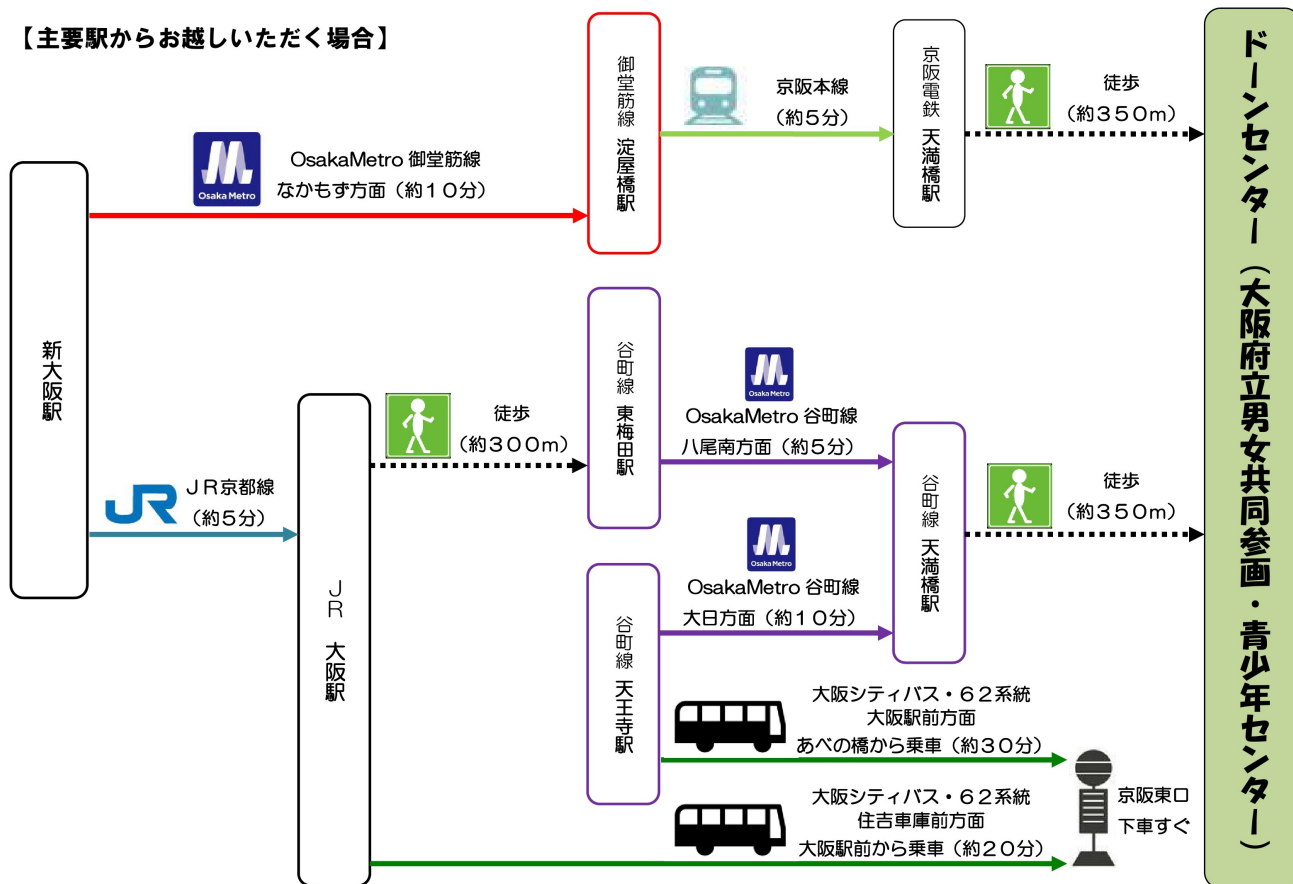 【主要駅からお越しいただく場合】
新大阪駅
Osaka Metro
OsakaMetro 御堂筋線
なかもず方面（約１０分）
御堂筋線 淀屋橋駅
京阪本線
（約５分）
京阪電鉄 天満橋駅
徒歩
（約３５０ｍ）
JR
ＪＲ京都線
（約５分）
ＪＲ 大阪駅
徒歩
（約３００ｍ）
谷町線 東梅田駅
Osaka Metro
OsakaMetro 谷町線
八尾南方面（約５分）
谷町線 天王寺駅
Osaka Metro
OsakaMetro 谷町線
大日方面（約１０分）
谷町線 天満橋駅
徒歩
（約３５０ｍ）
大阪シティバス・６２系統
大阪駅前方面
あべの橋から乗車（約３０分）
大阪シティバス・６２系統
住吉車庫前方面
大阪駅前から乗車（約２０分）
京阪東口
下車すぐ
ドーンセンター（大阪府立男女共同参画・青少年センター）